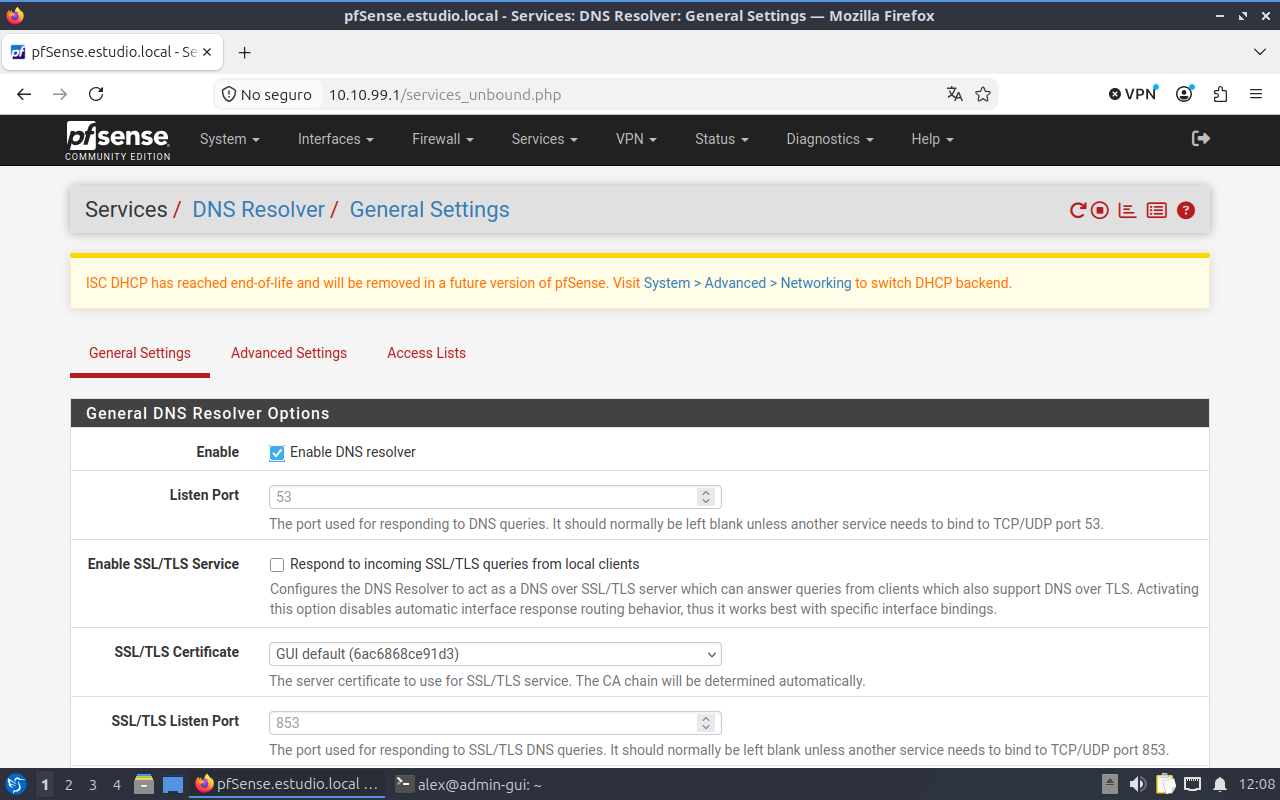 pfSense.estudio.local - Services: DNS Resolver: General Settings — Mozilla Firefox
pfSense.estudio.local - Se
No seguro
10.10.99.1/services_unbound.php
VPN
pfsense
COMMUNITY EDITION
System
Interfaces
Firewall
Services
VPN
Status
Diagnostics
Help
Services / DNS Resolver / General Settings
ISC DHCP has reached end-of-life and will be removed in a future version of pfSense. Visit System > Advanced > Networking to switch DHCP backend.
General Settings
Advanced Settings
Access Lists
General DNS Resolver Options
Enable
Enable DNS resolver
Listen Port
53
The port used for responding to DNS queries. It should normally be left blank unless another service needs to bind to TCP/UDP port 53.
Enable SSL/TLS Service
Respond to incoming SSL/TLS queries from local clients
Configures the DNS Resolver to act as a DNS over SSL/TLS server which can answer queries from clients which also support DNS over TLS. Activating
this option disables automatic interface response routing behavior, thus it works best with specific interface bindings.
SSL/TLS Certificate
GUI default (6ac6868ce91d3)
The server certificate to use for SSL/TLS service. The CA chain will be determined automatically.
SSL/TLS Listen Port
853
The port used for responding to SSL/TLS DNS queries. It should normally be left blank unless another service needs to bind to TCP/UDP port 853.
1
2
3
4
pfSense.estudio.local ...
alex@admin-gui: ~
12:08